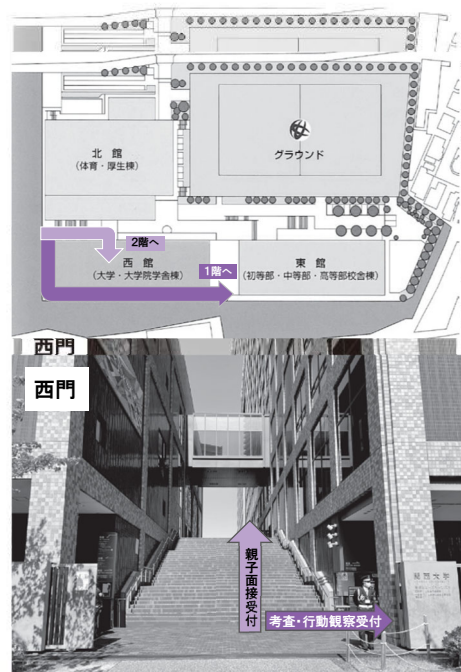 北 館
(体育・厚生棟)
グラウンド
2階へ
西 館
(大学・大学院学舎棟)
1階へ
東 館
(初等部・中等部・高等部校舎棟)
西門
西門
親子面接受付
考査・行動観察受付